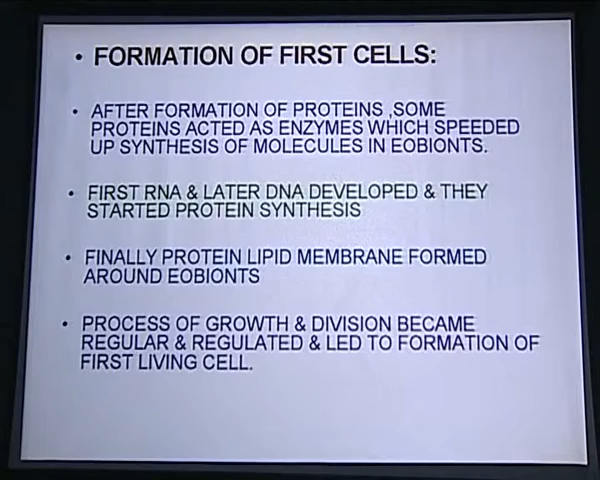 • FORMATION OF FIRST CELLS:
• AFTER FORMATION OF PROTEINS ,SOME
PROTEINS ACTED AS ENZYMES WHICH SPEEDED
UP SYNTHESIS OF MOLECULES IN EOBIONTS.
• FIRST RNA & LATER DNA DEVELOPED & THEY
STARTED PROTEIN SYNTHESIS
• FINALLY PROTEIN LIPID MEMBRANE FORMED
AROUND EOBIONTS
• PROCESS OF GROWTH & DIVISION BECAME
REGULAR & REGULATED & LED TO FORMATION OF
FIRST LIVING CELL.